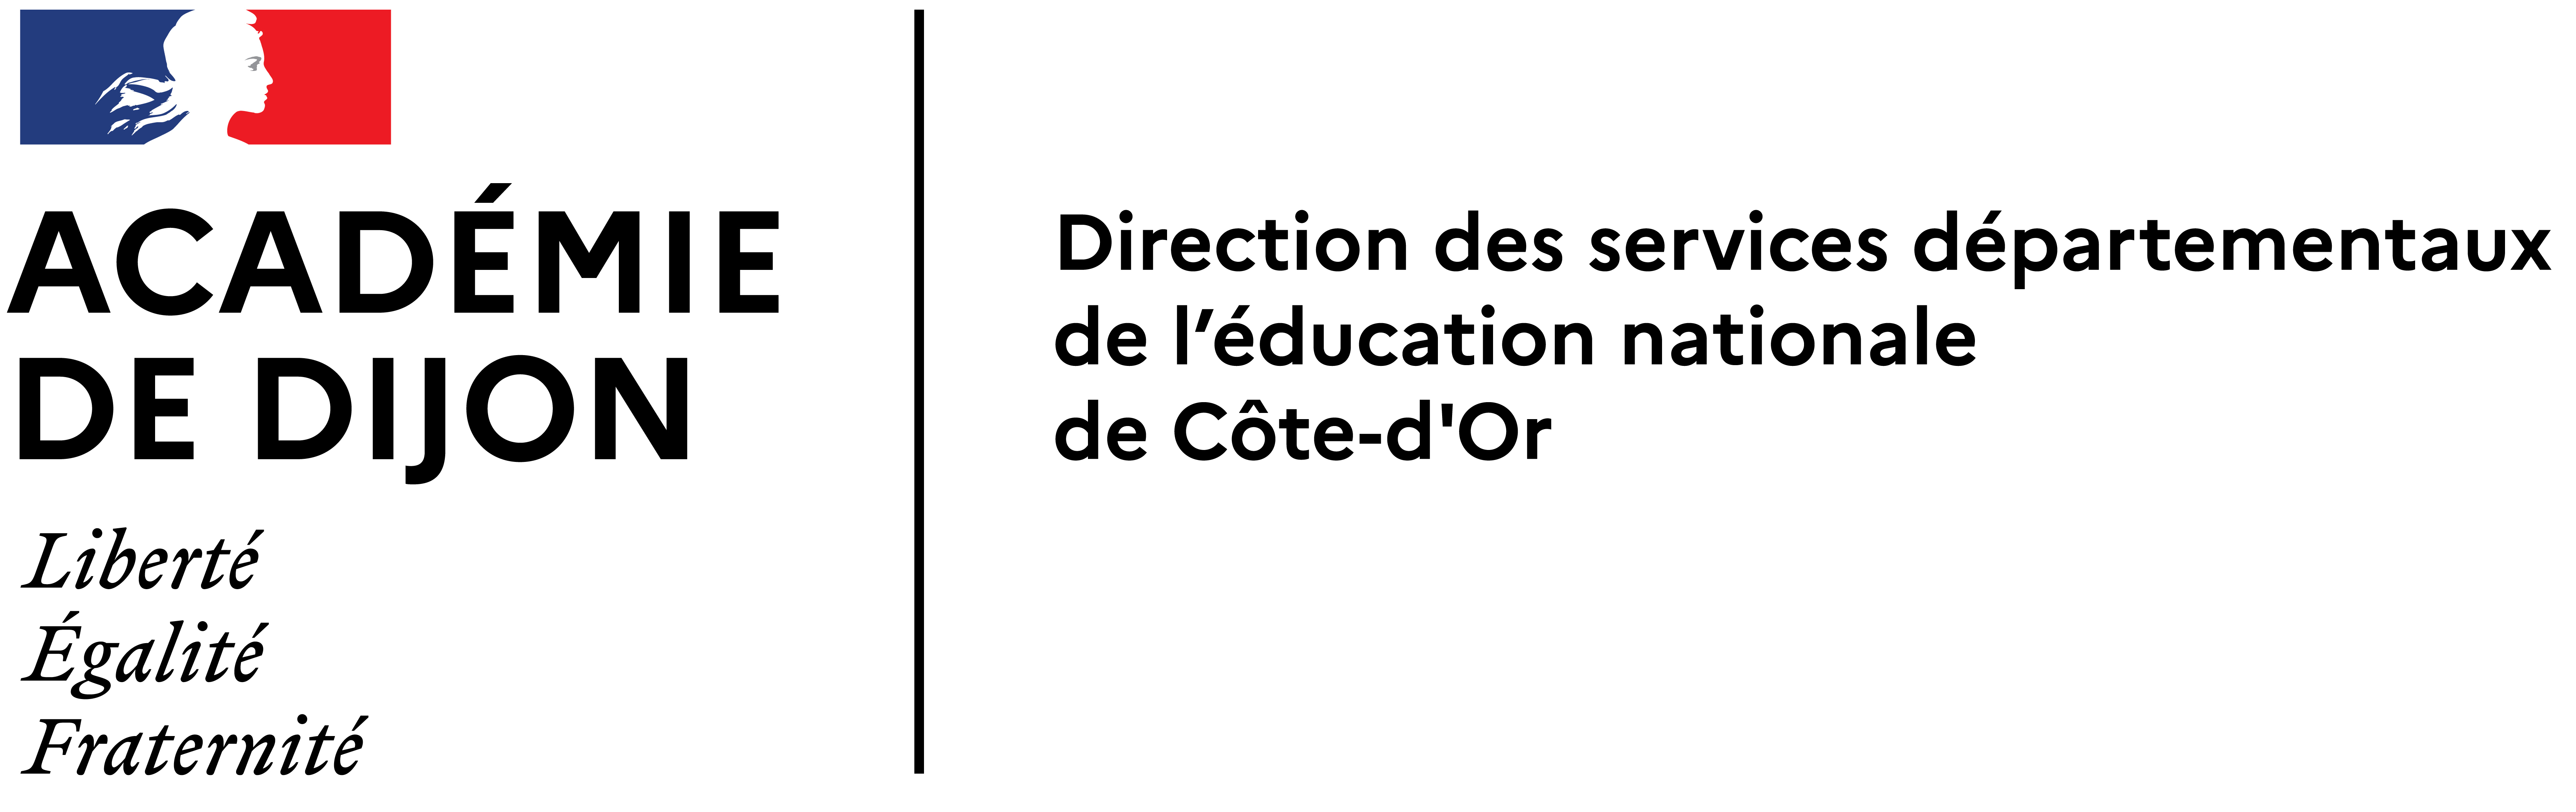 ACADÉMIE
DE DIJON
Liberté
Égalité
Fraternité
Direction des services départementaux
de l’éducation nationale
de Côte-d'Or